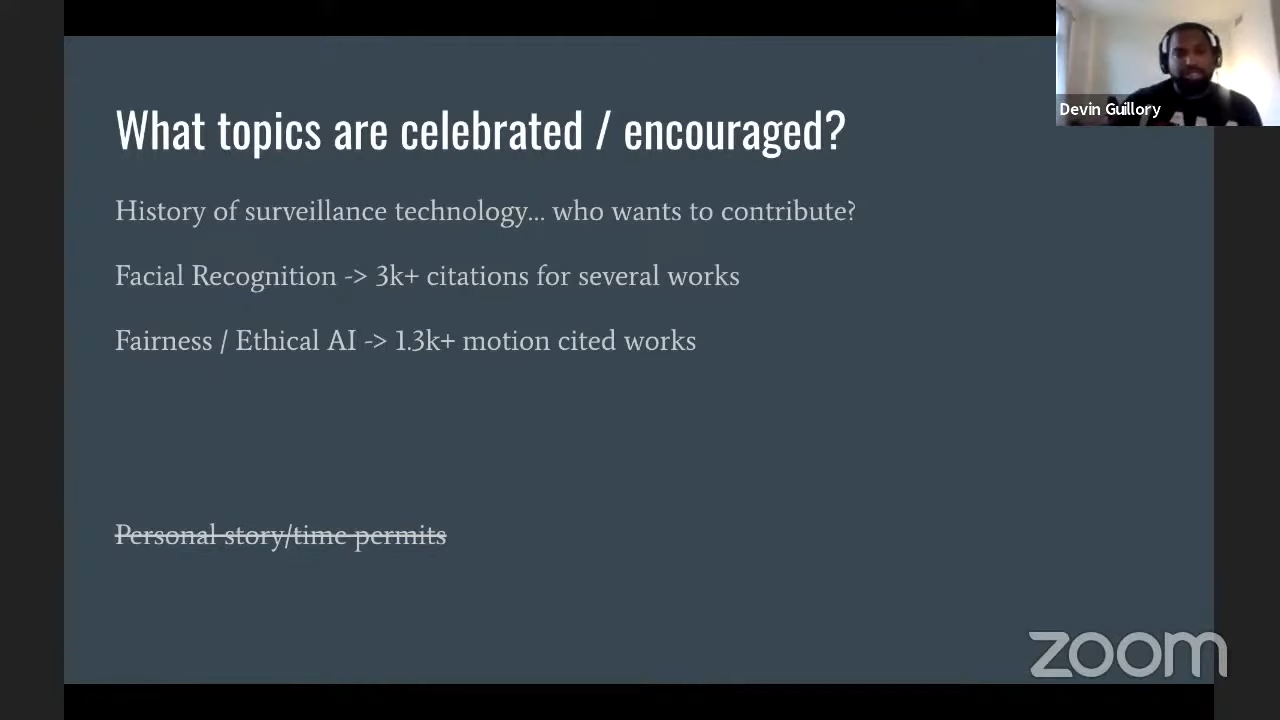 What topics are celebrated / encouraged?
Devin Guillory
History of surveillance technology... who wants to contribute?
Facial Recognition -> 3k+ citations for several works
Fairness / Ethical AI -> 1.3k+ motion cited works
Personal story/time permits
zoom